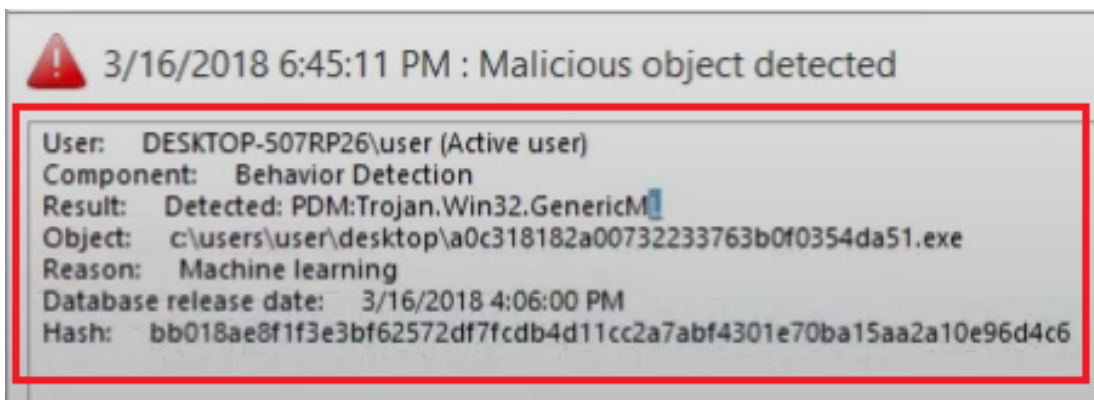 3/16/2018 6:45:11 PM : Malicious object detected
User: DESKTOP-507RP26\user (Active user)
Component: Behavior Detection
Result: Detected: PDM:Trojan.Win32.GenericML
Object: c:\users\user\desktop\a0c318182a00732233763b0f0354da51.exe
Reason: Machine learning
Database release date: 3/16/2018 4:06:00 PM
Hash: bb018ae8f1f3e3bf62572df7fcdb4d11cc2a7abf4301e70ba15aa2a10e96d4c6